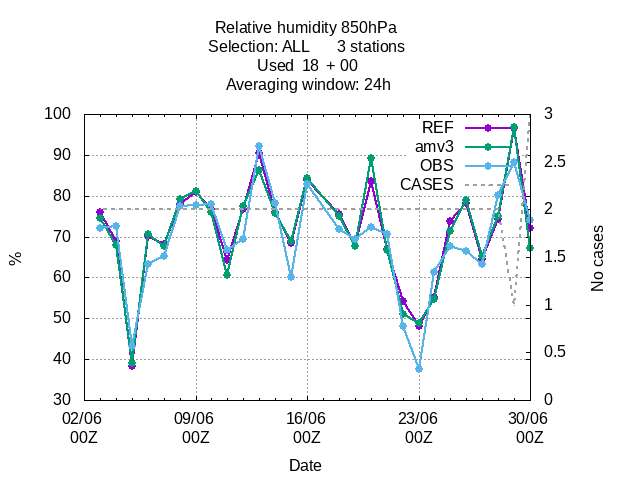 Relative humidity 850hPa
Selection: ALL 3 stations
Used 18 + 00
Averaging window: 24h
100
90
80
70
60
50
40
30
%
REF
amv3
OBS
CASES
3
2.5
2
1.5
1
0.5
0
No cases
02/06 09/06 16/06 23/06 30/06
00Z 00Z 00Z 00Z 00Z
Date